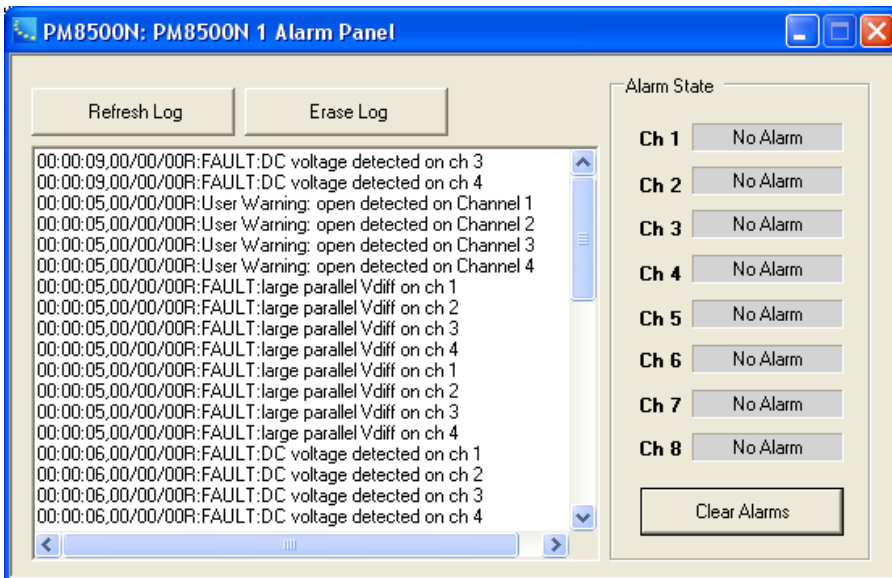 PM8500N: PM8500N 1 Alarm Panel
Refresh Log
Erase Log
00:00:09,00/00/00R:FAULT:DC voltage detected on ch 3
00:00:09,00/00/00R:FAULT:DC voltage detected on ch 4
00:00:05,00/00/00R:User Warning: open detected on Channel 1
00:00:05,00/00/00R:User Warning: open detected on Channel 2
00:00:05,00/00/00R:User Warning: open detected on Channel 3
00:00:05,00/00/00R:User Warning: open detected on Channel 4
00:00:05,00/00/00R:FAULT:large parallel Vdiff on ch 1
00:00:05,00/00/00R:FAULT:large parallel Vdiff on ch 2
00:00:05,00/00/00R:FAULT:large parallel Vdiff on ch 3
00:00:05,00/00/00R:FAULT:large parallel Vdiff on ch 4
00:00:05,00/00/00R:FAULT:large parallel Vdiff on ch 1
00:00:05,00/00/00R:FAULT:large parallel Vdiff on ch 2
00:00:05,00/00/00R:FAULT:large parallel Vdiff on ch 3
00:00:05,00/00/00R:FAULT:large parallel Vdiff on ch 4
00:00:06,00/00/00R:FAULT:DC voltage detected on ch 1
00:00:06,00/00/00R:FAULT:DC voltage detected on ch 2
00:00:06,00/00/00R:FAULT:DC voltage detected on ch 3
00:00:06,00/00/00R:FAULT:DC voltage detected on ch 4
Alarm State
Ch 1 No Alarm
Ch 2 No Alarm
Ch 3 No Alarm
Ch 4 No Alarm
Ch 5 No Alarm
Ch 6 No Alarm
Ch 7 No Alarm
Ch 8 No Alarm
Clear Alarms